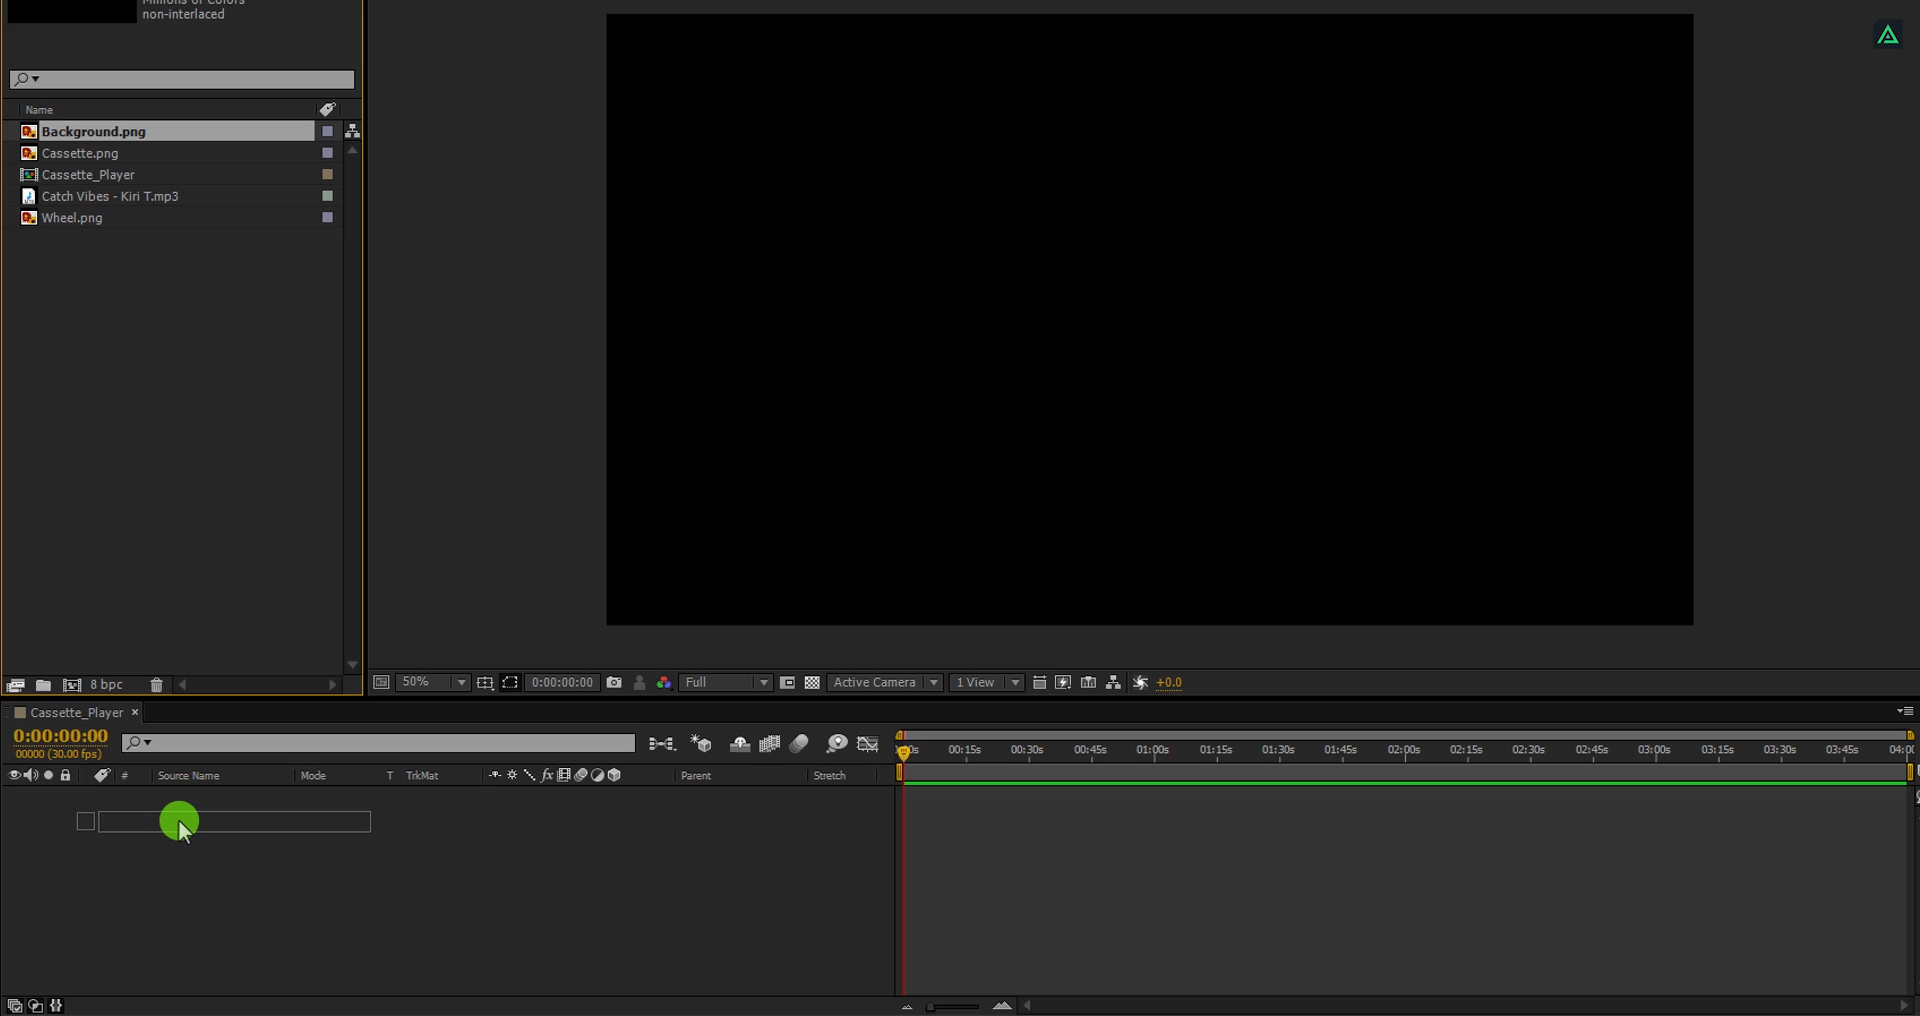 Millions of Colors
non-interlaced
Name
Background.png
Cassette.png
Cassette_Player
Catch Vibes - Kiri T.mp3
Wheel.png
8 bpc
50%
0:00:00:00
Full
Active Camera
1 View
+0.0
Cassette_Player ×
0:00:00:00
00000 (30.00 fps)
# Source Name Mode T TrkMat fx Parent Stretch
00:15s 00:30s 00:45s 01:00s 01:15s 01:30s 01:45s 02:00s 02:15s 02:30s 02:45s 03:00s 03:15s 03:30s 03:45s